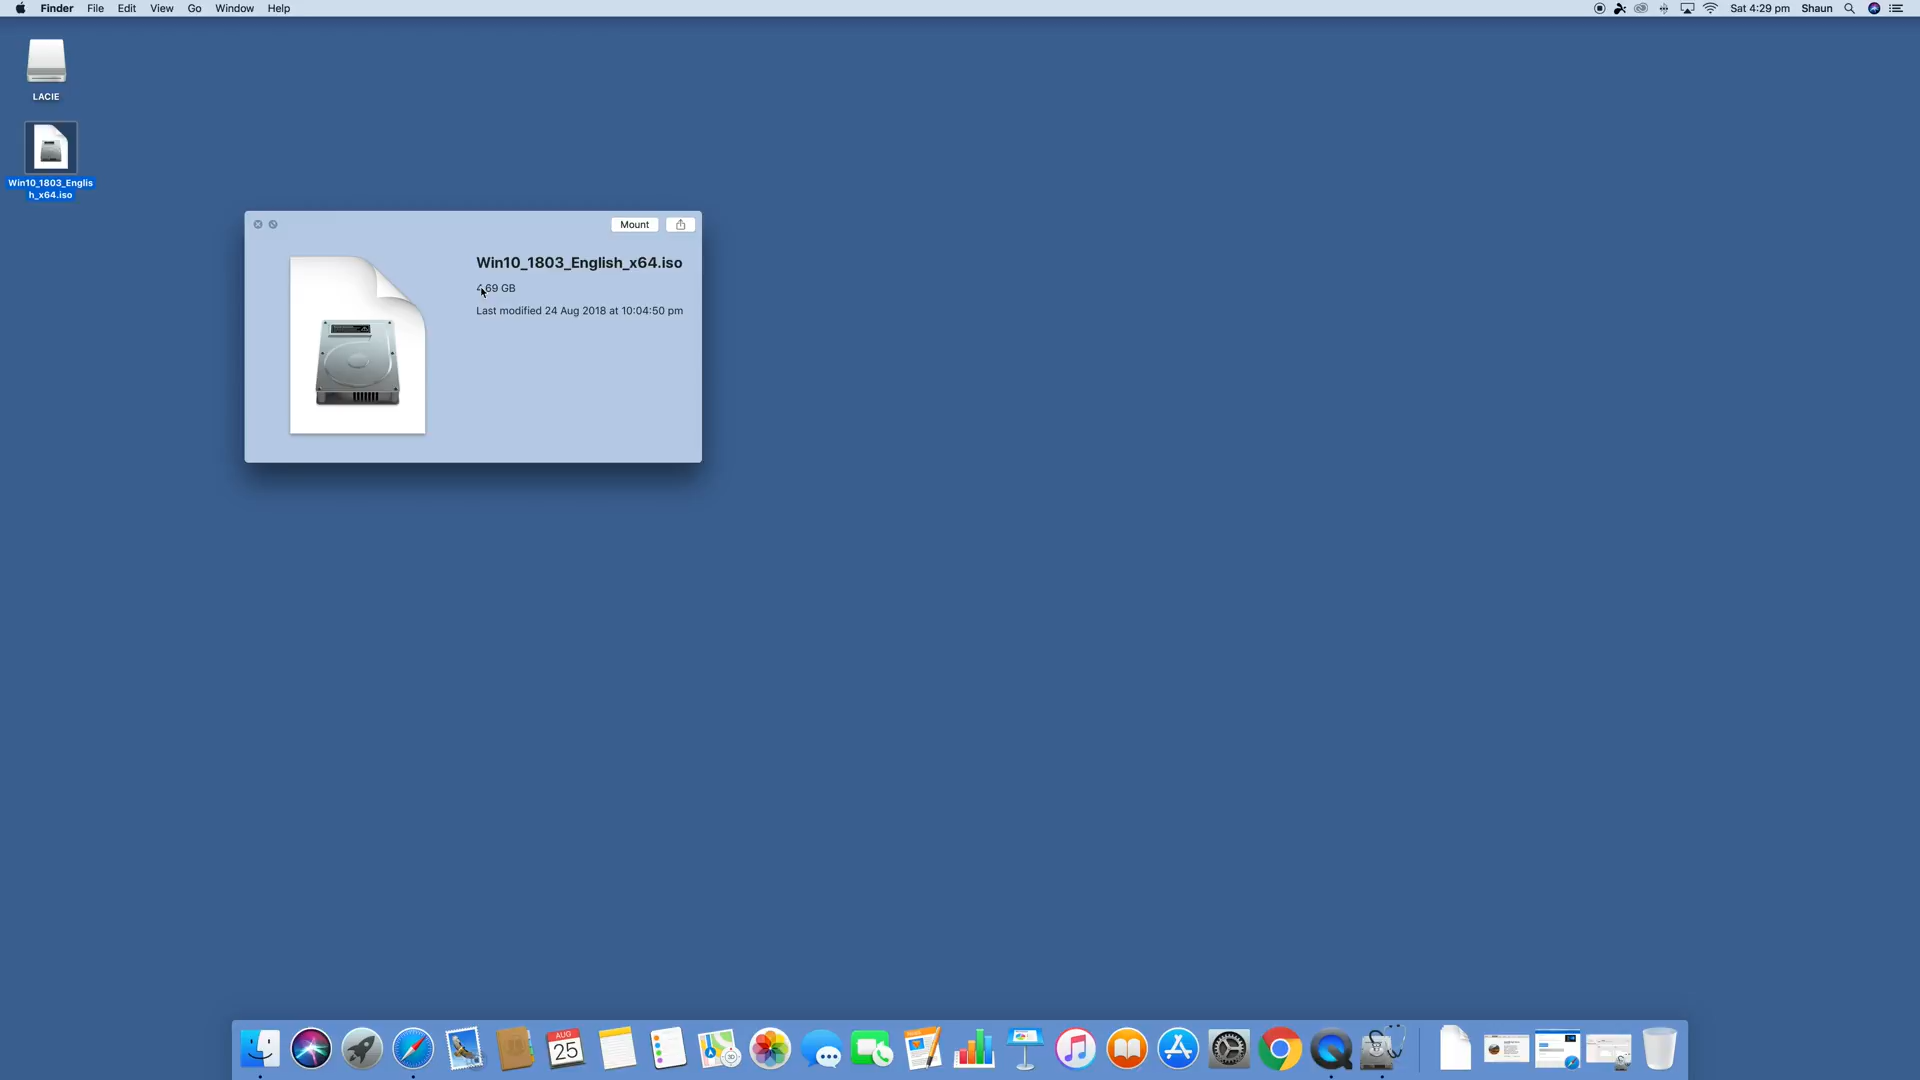 Finder File Edit View Go Window Help
Sat 4:29 pm Shaun
LACIE
Win10_1803_Englis
h_x64.iso
Mount
Win10_1803_English_x64.iso
69 GB
Last modified 24 Aug 2018 at 10:04:50 pm
AUG
25
3D